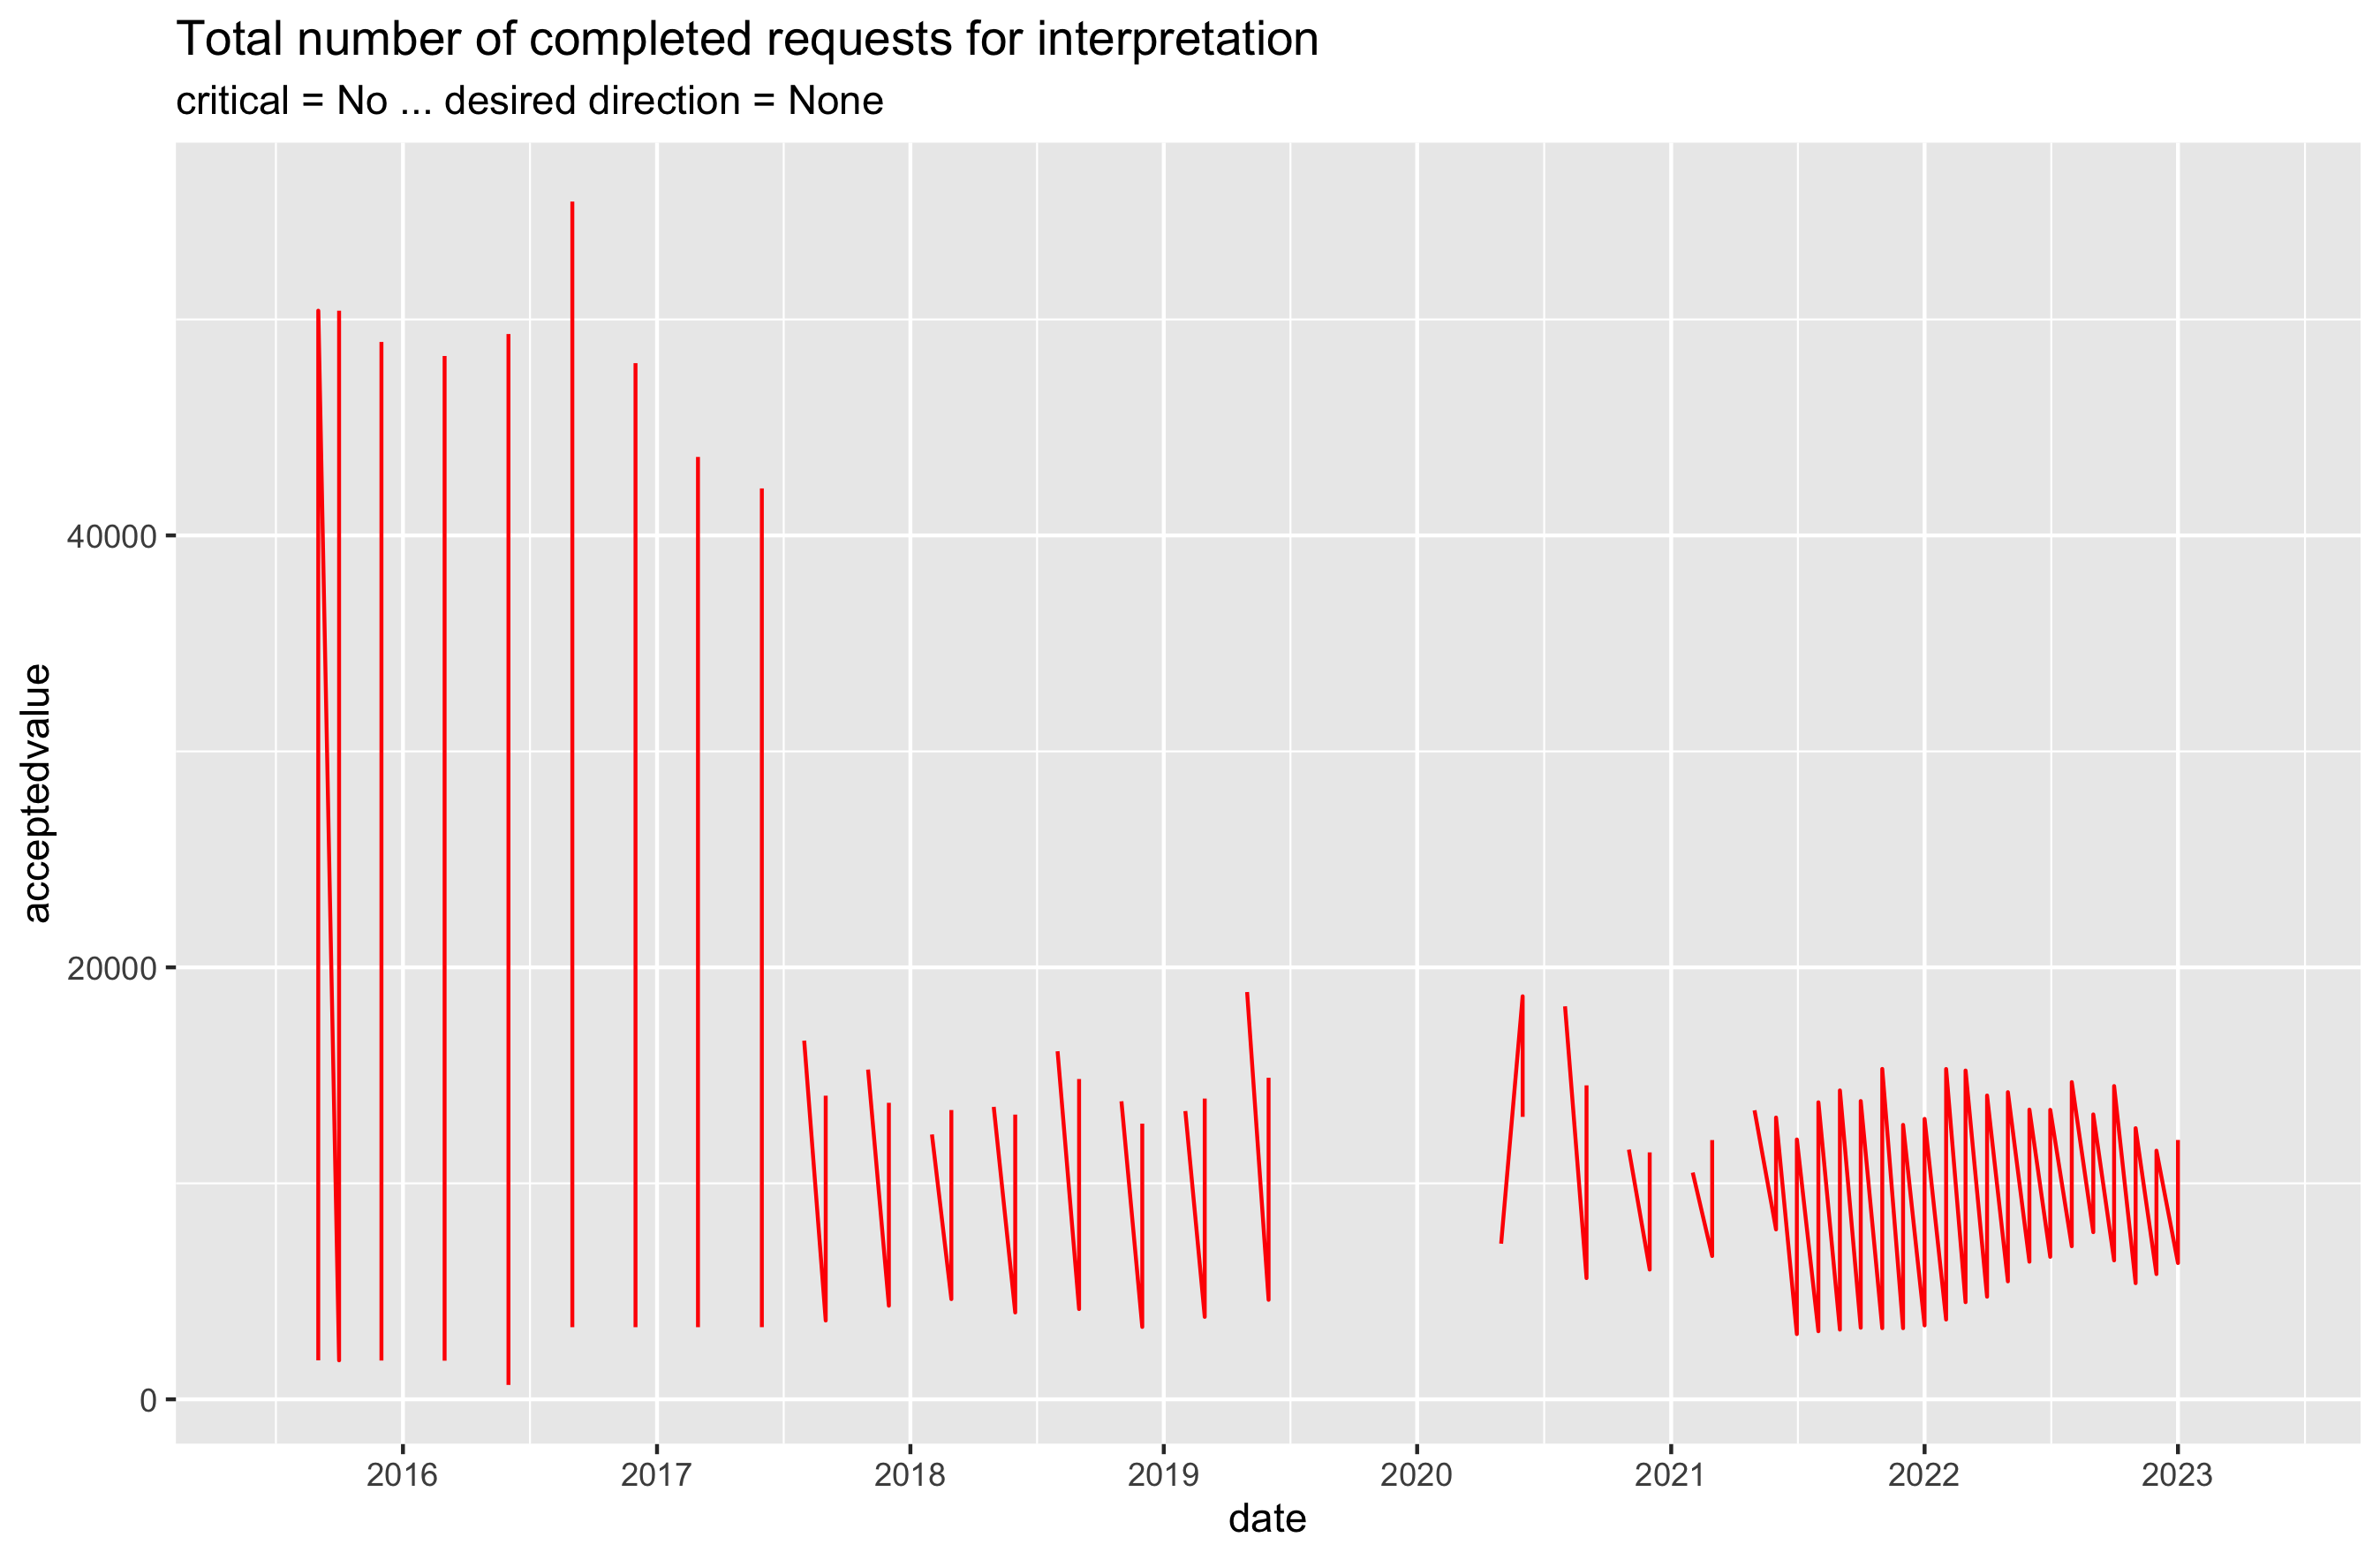 Total number of completed requests for interpretation
critical = No ... desired direction = None
acceptedvalue
40000
20000
0
2016 2017 2018 2019 2020 2021 2022 2023
date